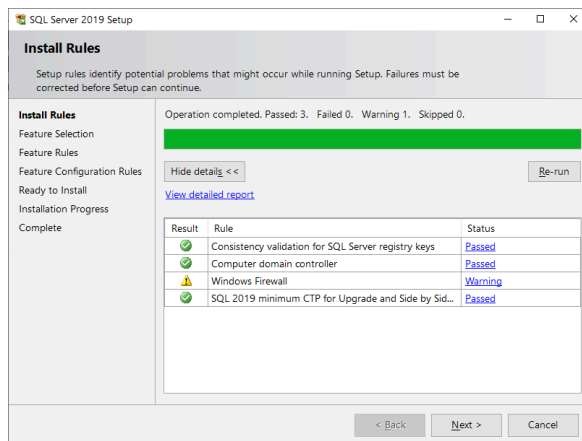 SQL Server 2019 Setup
Install Rules
Setup rules identify potential problems that might occur while running Setup. Failures must be
corrected before Setup can continue.
Install Rules
Feature Selection
Feature Rules
Feature Configuration Rules
Ready to Install
Installation Progress
Complete
Operation completed. Passed: 3.   Failed 0.   Warning 1.   Skipped 0.
Hide details <<
Re-run
View detailed report
Result Rule Status
Consistency validation for SQL Server registry keys Passed
Computer domain controller Passed
Windows Firewall Warning
SQL 2019 minimum CTP for Upgrade and Side by Sid... Passed
< Back
Next >
Cancel